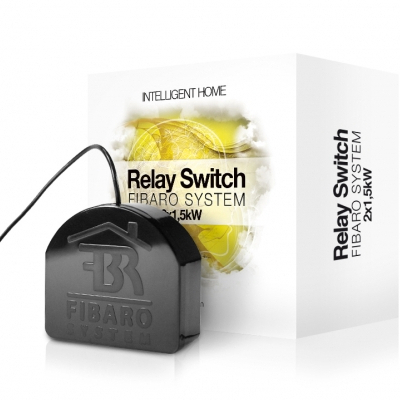 INTELLIGENT HOME
Relay Switch
FIBARO SYSTEM
2x1,5kW
Relay Switch
FIBARO SYSTEM
2x1,5kW
FIBARO
SYSTEM